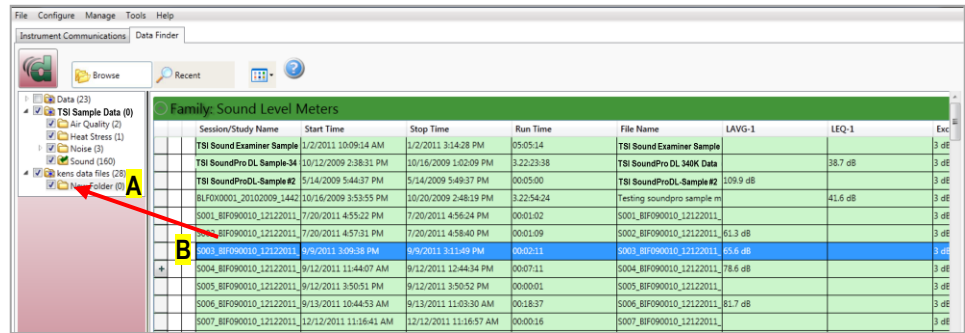 File Configure Manage Tools Help
Instrument Communications Data Finder
Browse Recent
Data (23)
TSI Sample Data (0)
Air Quality (2)
Heat Stress (1)
Noise (3)
Sound (160)
kens data files (28)
New Folder (0)
A
B
Family: Sound Level Meters
Session/Study Name Start Time Stop Time Run Time File Name LAVG-1 LEQ-1 Exc
TSI Sound Examiner Sample 1/2/2011 10:09:14 AM 1/2/2011 3:14:28 PM 05:05:14 TSI Sound Examiner Sample 3 dB
TSI SoundPro DL Sample-34 10/12/2009 2:38:31 PM 10/16/2009 1:02:09 PM 3.22:23:38 TSI SoundPro DL 340K Data 38.7 dB 3 dB
TSI SoundProDL-Sample#2 5/14/2009 5:44:37 PM 5/14/2009 5:49:37 PM 00:05:00 TSI SoundProDL-Sample#2 109.9 dB 3 dB
BLF0X0001_20102009_1442 10/16/2009 3:53:55 PM 10/20/2009 2:48:19 PM 3.22:54:24 Testing soundpro sample m 41.6 dB 3 dB
S001_BIF090010_12122011_ 7/20/2011 4:55:22 PM 7/20/2011 4:56:24 PM 00:01:02 S001_BIF090010_12122011_ 3 dB
S002_BIF090010_12122011_ 7/20/2011 4:57:31 PM 7/20/2011 4:58:40 PM 00:01:09 S002_BIF090010_12122011_ 61.3 dB 3 dB
S003_BIF090010_12122011_ 9/9/2011 3:09:38 PM 9/9/2011 3:11:49 PM 00:02:11 S003_BIF090010_12122011_ 65.6 dB 3 dB
S004_BIF090010_12122011_ 9/12/2011 11:44:07 AM 9/12/2011 12:44:34 PM 00:07:11 S004_BIF090010_12122011_ 78.6 dB 3 dB
S005_BIF090010_12122011_ 9/12/2011 3:50:51 PM 9/12/2011 3:50:52 PM 00:00:01 S005_BIF090010_12122011_ 3 dB
S006_BIF090010_12122011_ 9/13/2011 10:44:53 AM 9/13/2011 11:03:30 AM 00:18:37 S006_BIF090010_12122011_ 81.7 dB 3 dB
S007_BIF090010_12122011_ 12/12/2011 11:16:41 AM 12/12/2011 11:16:57 AM 00:00:16 S007_BIF090010_12122011_ 3 dB